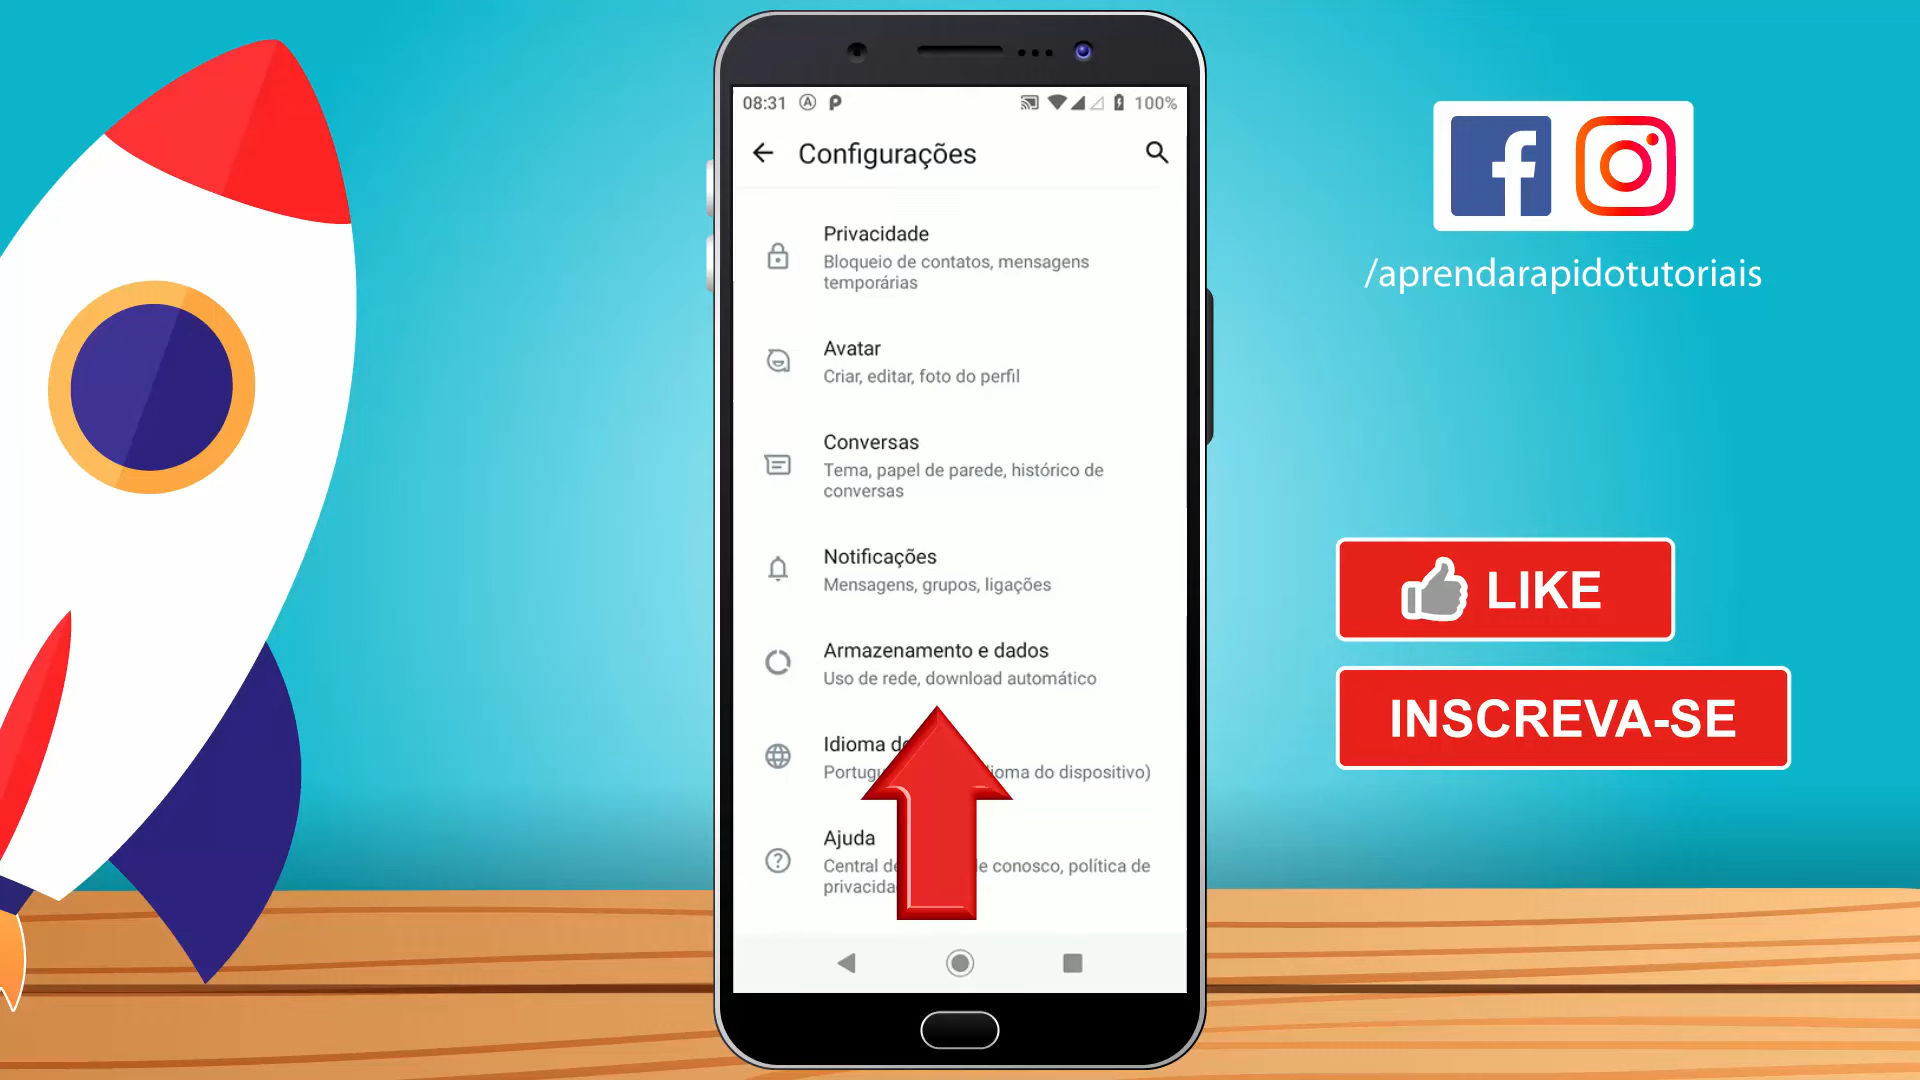 08:31
100%
Configurações
Privacidade
Bloqueio de contatos, mensagens
temporárias
Avatar
Criar, editar, foto do perfil
Conversas
Tema, papel de parede, histórico de
conversas
Notificações
Mensagens, grupos, ligações
Armazenamento e dados
Uso de rede, download automático
Idioma
dioma do dispositivo)
Ajuda
Central
conosco, política de
/aprendarapidotutoriais
LIKE
INSCREVA-SE